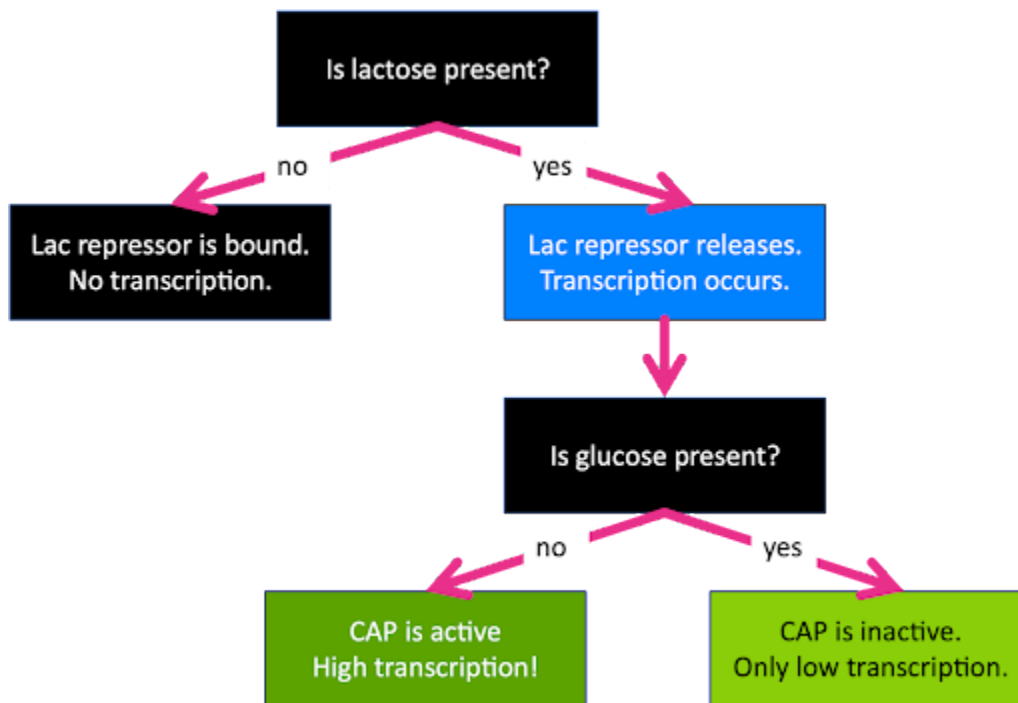 Is lactose present?
no
yes
Lac repressor is bound.
No transcription.
Lac repressor releases.
Transcription occurs.
Is glucose present?
no
yes
CAP is active
High transcription!
CAP is inactive.
Only low transcription.